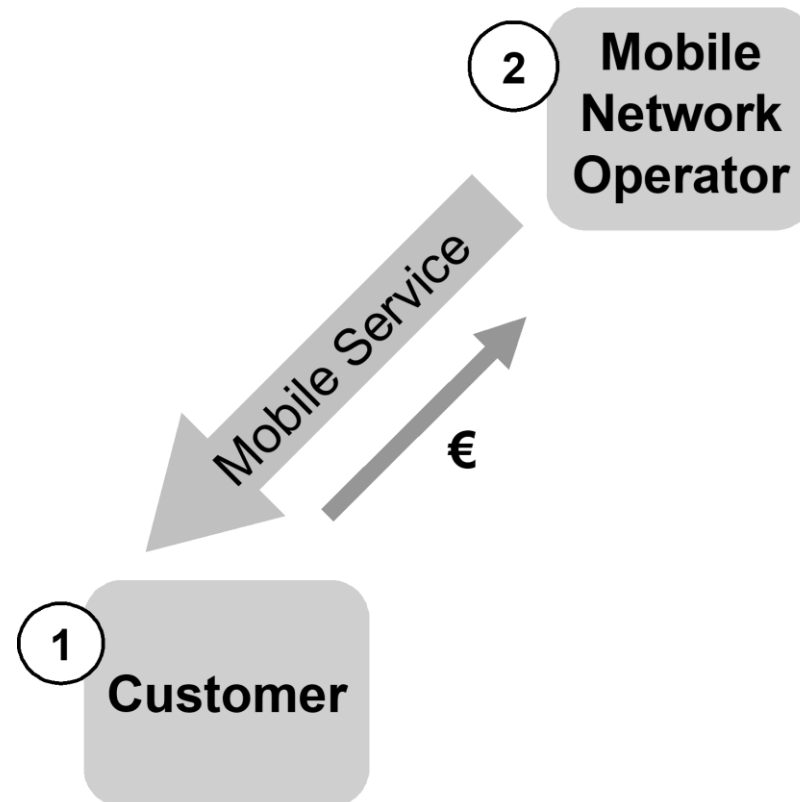 2
Mobile
Network
Operator
Mobile Service
€
1
Customer